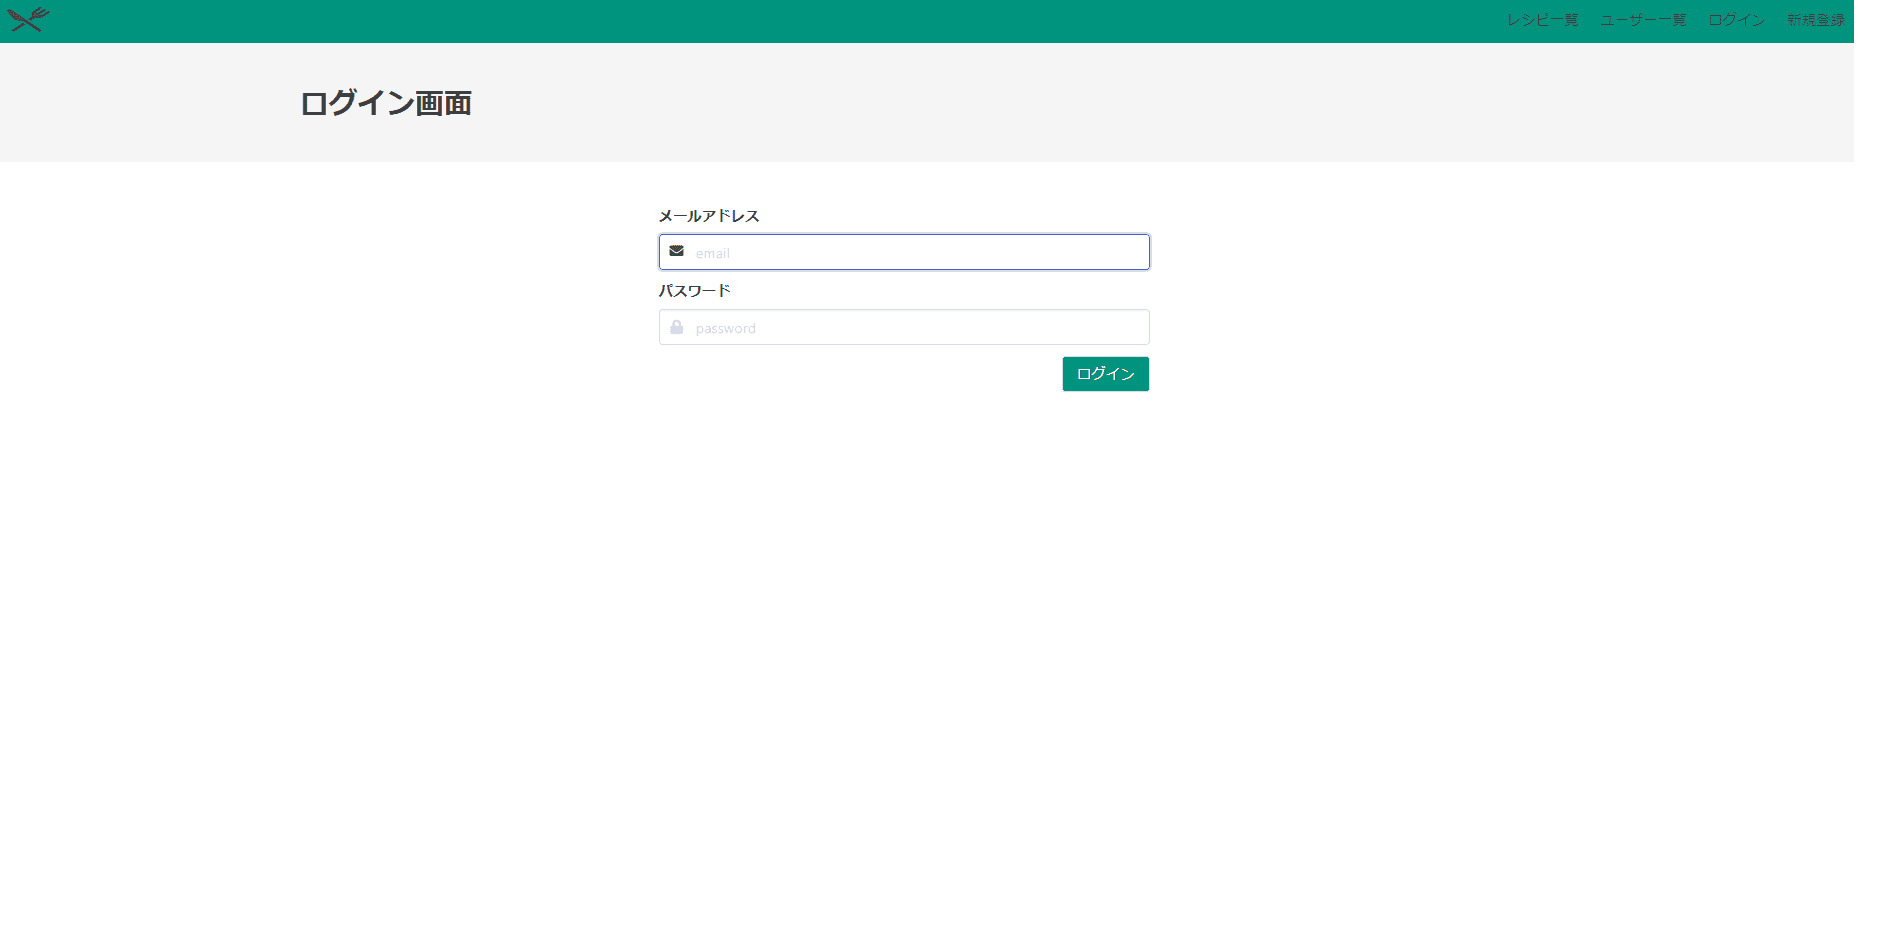 レシピ一覧 ユーザー一覧 ログイン 新規登録
ログイン画面
メールアドレス
email
パスワード
password
ログイン